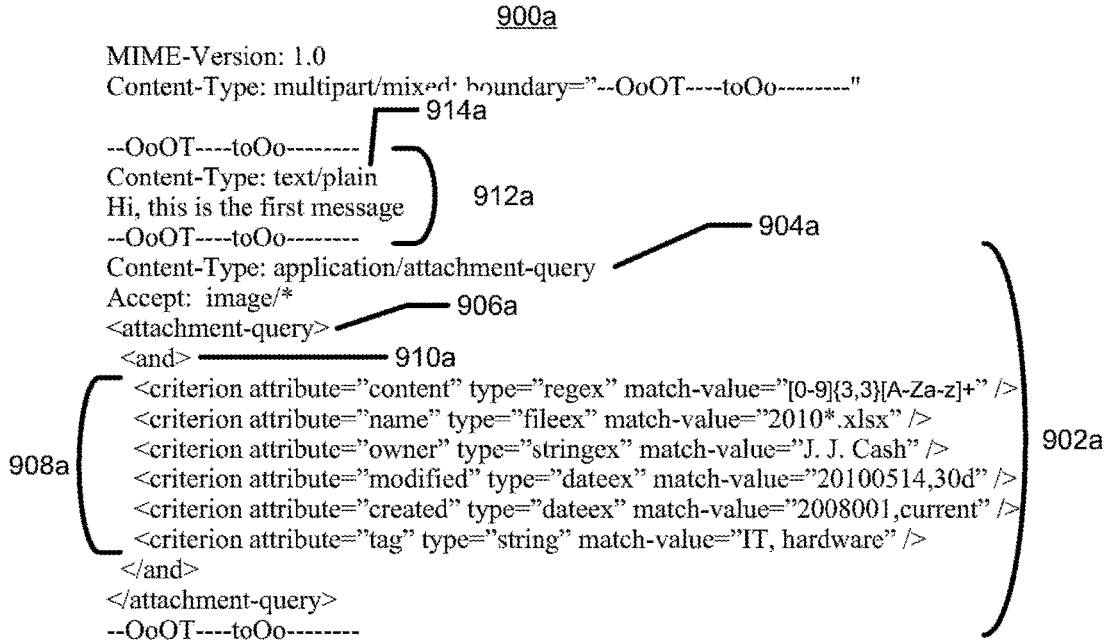 900a
MIME-Version: 1.0
Content-Type: multipart/mixed; boundary=”--OoOT----toOo--------"
914a
--OoOT----toOo--------
Content-Type: text/plain
912a
Hi, this is the first message
--OoOT----toOo--------
904a
Content-Type: application/attachment-query
Accept:  image/*
906a
<attachment-query>
<and>
910a
<criterion attribute=”content” type=”regex” match-value=”[0-9]{3,3}[A-Za-z]+” />
<criterion attribute=”name” type=”fileex” match-value=”2010*.xlsx” />
<criterion attribute=”owner” type=”stringex” match-value=”J. J. Cash” />
902a
908a
<criterion attribute=”modified” type=”dateex” match-value=”20100514,30d” />
<criterion attribute=”created” type=”dateex” match-value=”2008001,current” />
<criterion attribute=”tag” type=”string” match-value=”IT, hardware” />
</and>
</attachment-query>
--OoOT----toOo--------